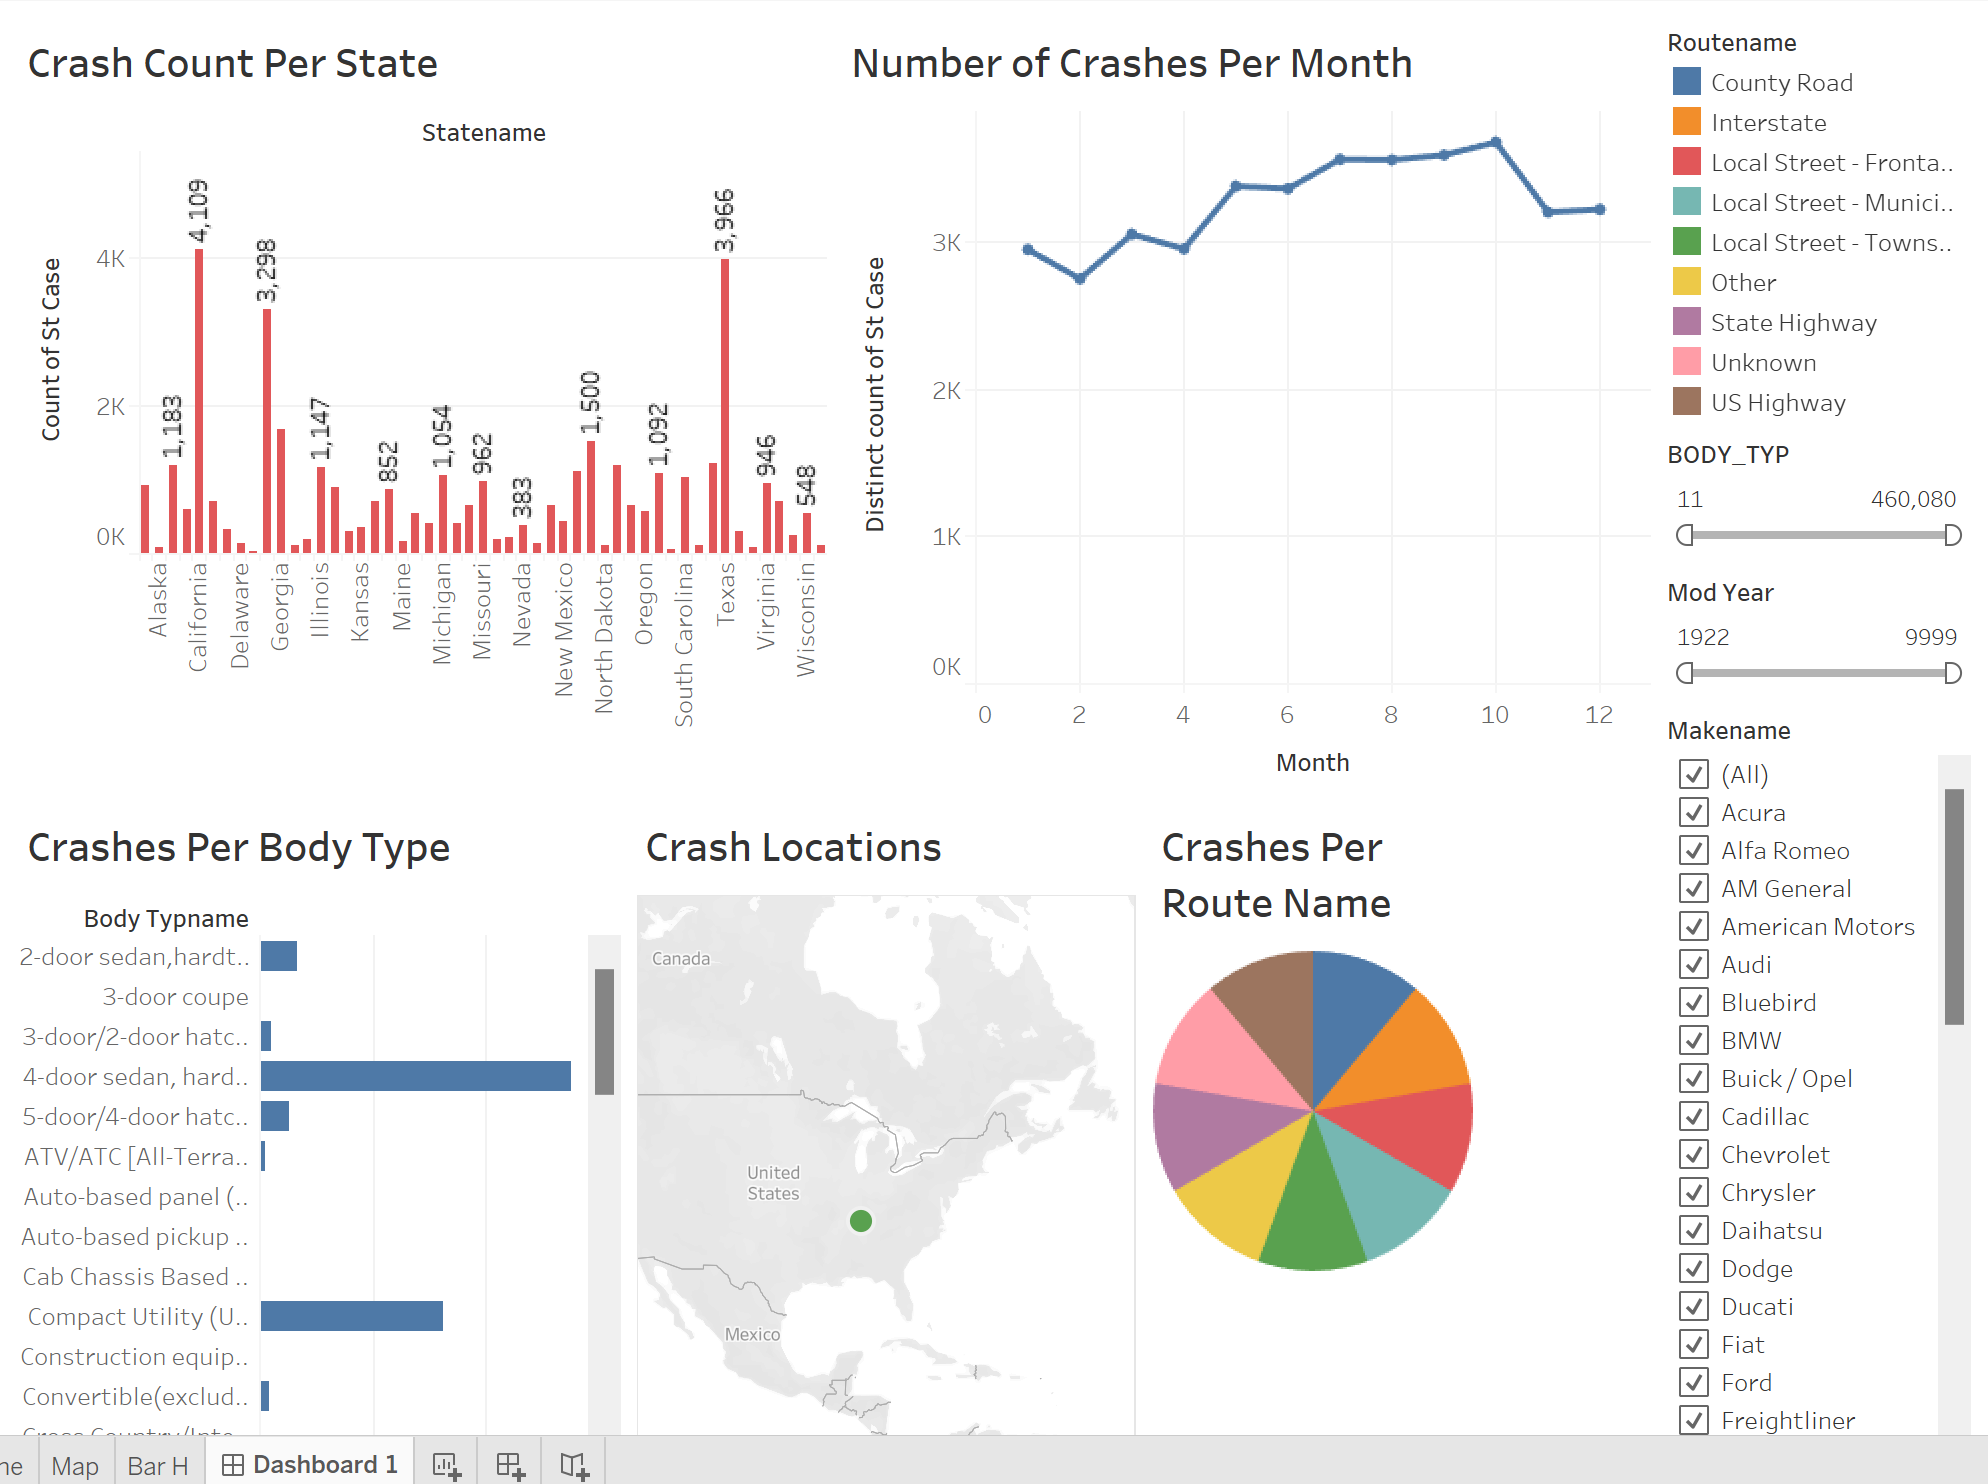 Crash Count Per State
Statename
Count of St Case
4K
2K
0K
1,183
4,109
3,298
1,147
852
1,054
962
383
1,500
1,092
3,966
946
548
Alaska
California
Delaware
Georgia
Illinois
Kansas
Maine
Michigan
Missouri
Nevada
New Mexico
North Dakota
Oregon
South Carolina
Texas
Virginia
Wisconsin
Number of Crashes Per Month
Distinct count of St Case
3K
2K
1K
0K
0
2
4
6
8
10
12
Month
Routename
County Road
Interstate
Local Street - Fronta..
Local Street - Munici..
Local Street - Towns..
Other
State Highway
Unknown
US Highway
BODY_TYP
11
460,080
Mod Year
1922
9999
Makename
(All)
Acura
Alfa Romeo
AM General
American Motors
Audi
Bluebird
BMW
Buick / Opel
Cadillac
Chevrolet
Chrysler
Daihatsu
Dodge
Ducati
Fiat
Ford
Freightliner
Crashes Per Body Type
Body Typname
2-door sedan,hardt..
3-door coupe
3-door/2-door hatc..
4-door sedan, hard..
5-door/4-door hatc..
ATV/ATC [All-Terra..
Auto-based panel (..
Auto-based pickup ..
Cab Chassis Based ..
Compact Utility (U..
Construction equip..
Convertible(exclud..
Crash Locations
Canada
United
States
Mexico
Crashes Per
Route Name
ne
Map
Bar H
Dashboard 1